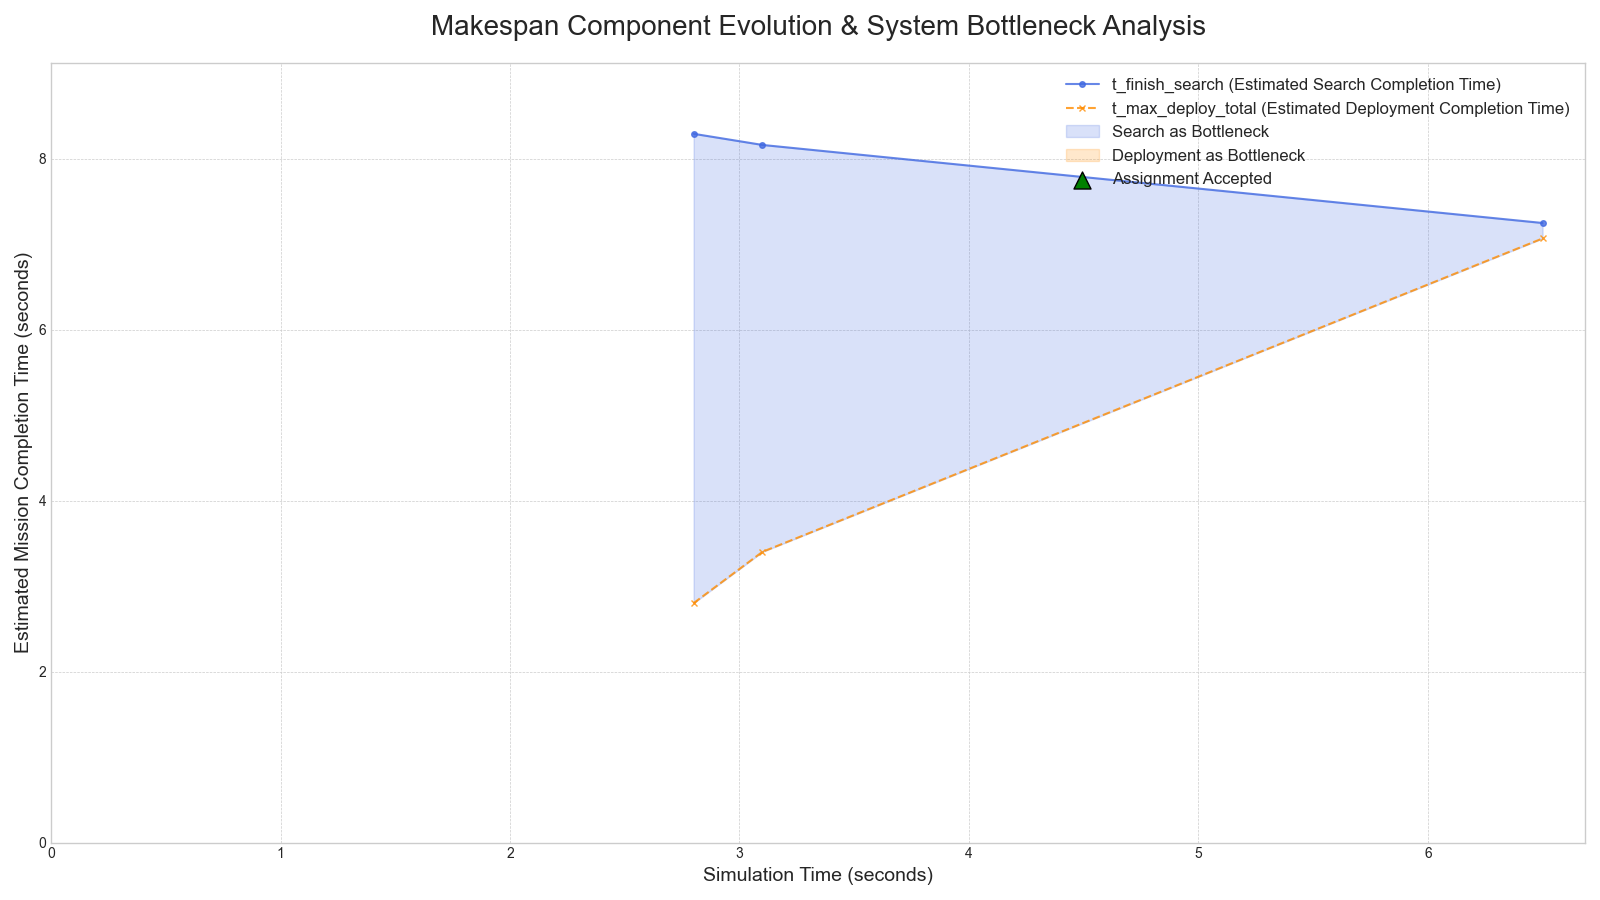 Makespan Component Evolution & System Bottleneck Analysis
t_finish_search (Estimated Search Completion Time)
t_max_deploy_total (Estimated Deployment Completion Time)
Search as Bottleneck
Deployment as Bottleneck
Assignment Accepted
Estimated Mission Completion Time (seconds)
8
6
4
2
0
0 1 2 3 4 5 6
Simulation Time (seconds)